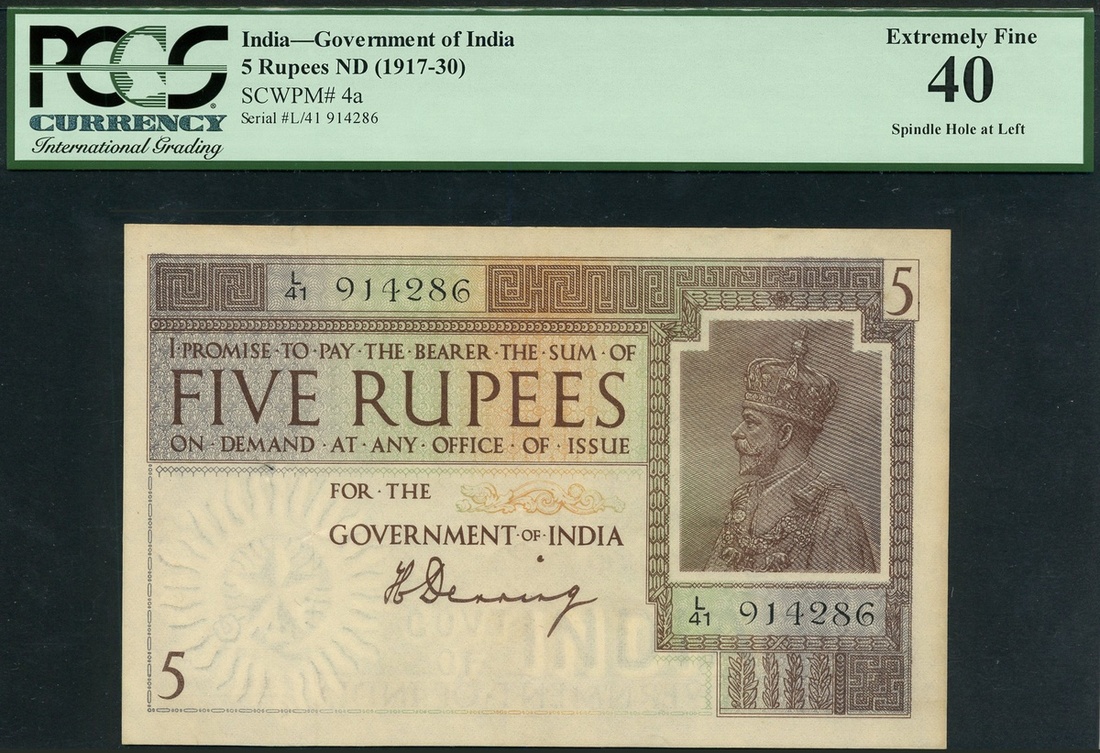 PCGS
CURRENCY
International Grading
India—Government of India
5 Rupees ND (1917-30)
SCWPM# 4a
Serial #L/41 914286
Extremely Fine
40
Spindle Hole at Left
L/41 914286
5
I·PROMISE·TO·PAY·THE·BEARER·THE·SUM·OF
FIVE RUPEES
ON·DEMAND·AT·ANY·OFFICE·OF·ISSUE
FOR·THE
GOVERNMENT·OF·INDIA
H Denning
L/41 914286
5